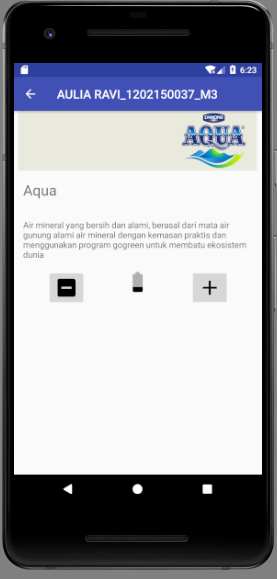 6:23
AULIA RAVI_1202150037_M3
DANONE
AQUA
Aqua
Air mineral yang bersih dan alami, berasal dari mata air
gunung alami air mineral dengan kemasan praktis dan
menggunakan program gogreen untuk membatu ekosistem
dunia